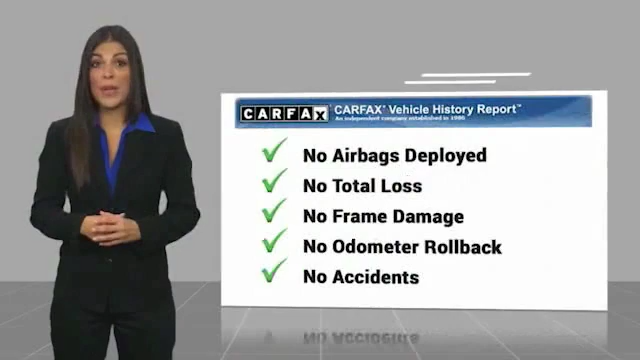 CARFAX® CARFAX® Vehicle History Report™
An independent company established in 1986
No Airbags Deployed
No Total Loss
No Frame Damage
No Odometer Rollback
No Accidents